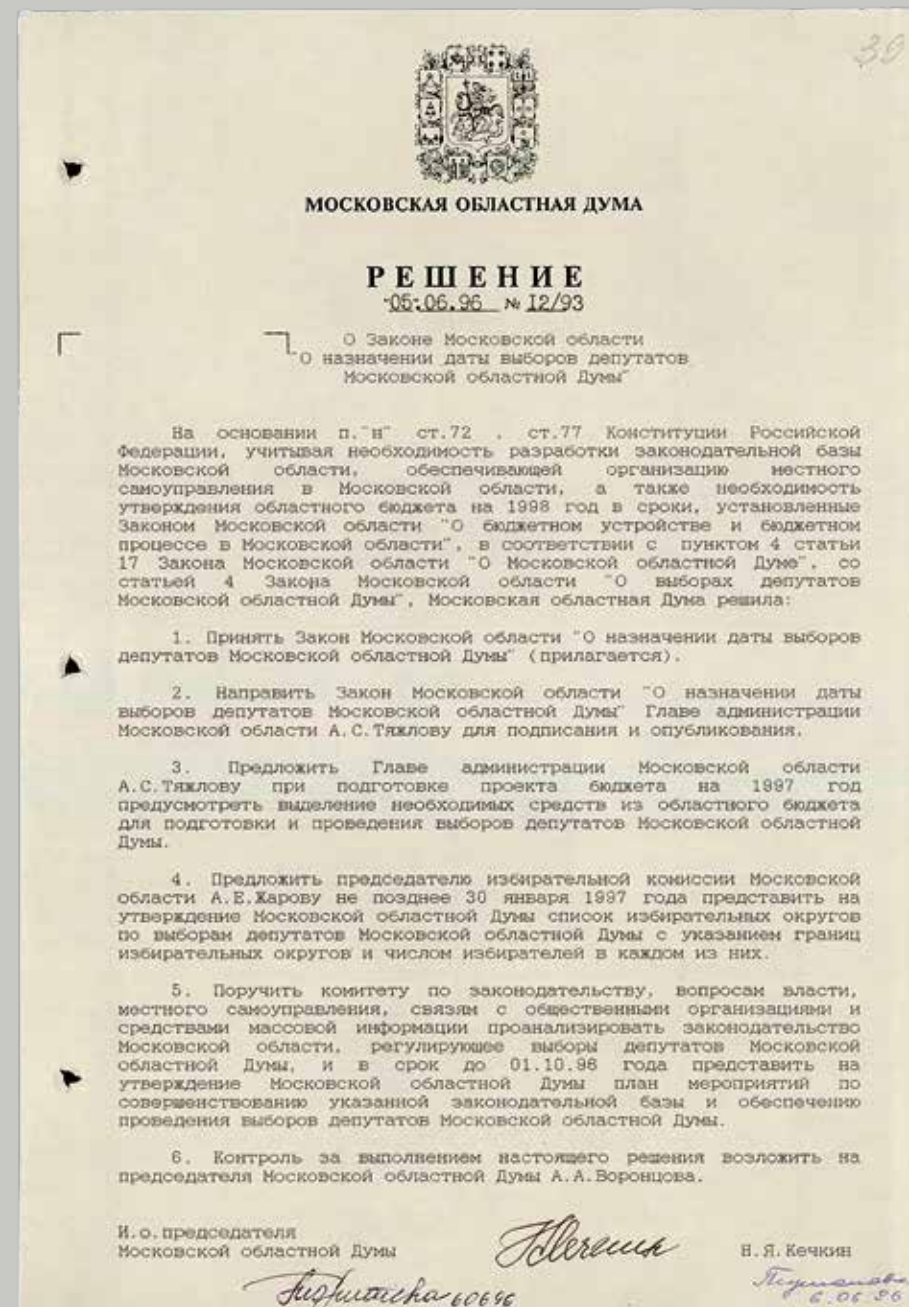 39
МОСКОВСКАЯ ОБЛАСТНАЯ ДУМА
РЕШЕНИЕ
"05".06.96 № I2/93
О Законе Московской области
"О назначении даты выборов депутатов
Московской областной Думы"
На основании п."н" ст.72 , ст.77 Конституции Российской
Федерации, учитывая необходимость разработки законодательной базы
Московской области, обеспечивающей организацию местного
самоуправления в Московской области, а также необходимость
утверждения областного бюджета на 1998 год в сроки, установленные
Законом Московской области "О бюджетном устройстве и бюджетном
процессе в Московской области", в соответствии с пунктом 4 статьи
17 Закона Московской области "О Московской областной Думе", со
статьей 4 Закона Московской области "О выборах депутатов
Московской областной Думы", Московская областная Дума решила:
1. Принять Закон Московской области "О назначении даты выборов
депутатов Московской областной Думы" (прилагается).
2. Направить Закон Московской области "О назначении даты
выборов депутатов Московской областной Думы" Главе администрации
Московской области А.С.Тяжлову для подписания и опубликования.
3. Предложить Главе администрации Московской области
А.С.Тяжлову при подготовке проекта бюджета на 1997 год
предусмотреть выделение необходимых средств из областного бюджета
для подготовки и проведения выборов депутатов Московской областной
Думы.
4. Предложить председателю избирательной комиссии Московской
области А.Е.Жарову не позднее 30 января 1997 года представить на
утверждение Московской областной Думы список избирательных округов
по выборам депутатов Московской областной Думы с указанием границ
избирательных округов и числом избирателей в каждом из них.
5. Поручить комитету по законодательству, вопросам власти,
местного самоуправления, связям с общественными организациями и
средствами массовой информации проанализировать законодательство
Московской области, регулирующее выборы депутатов Московской
областной Думы, и в срок до 01.10.96 года представить на
утверждение Московской областной Думы план мероприятий по
совершенствованию указанной законодательной базы и обеспечению
проведения выборов депутатов Московской областной Думы.
6. Контроль за выполнением настоящего решения возложить на
председателя Московской областной Думы А.А.Воронцова.
И.о.председателя
Московской областной Думы Н.Я.Кечкин
60696
6.06.96